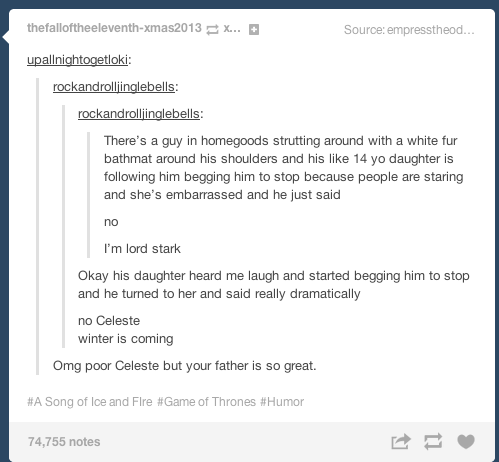 thefalloftheeleventh-xmas2013 x... Source: empresstheod...
upallnightogetloki:
rockandrolljinglebells:
rockandrolljinglebells:
There's a guy in homegoods strutting around with a white fur
bathmat around his shoulders and his like 14 yo daughter is
following him begging him to stop because people are staring
and she's embarrassed and he just said
no
I'm lord stark
Okay his daughter heard me laugh and started begging him to stop
and he turned to her and said really dramatically
no Celeste
winter is coming
Omg poor Celeste but your father is so great.
#A Song of Ice and FIre #Game of Thrones #Humor
74,755 notes